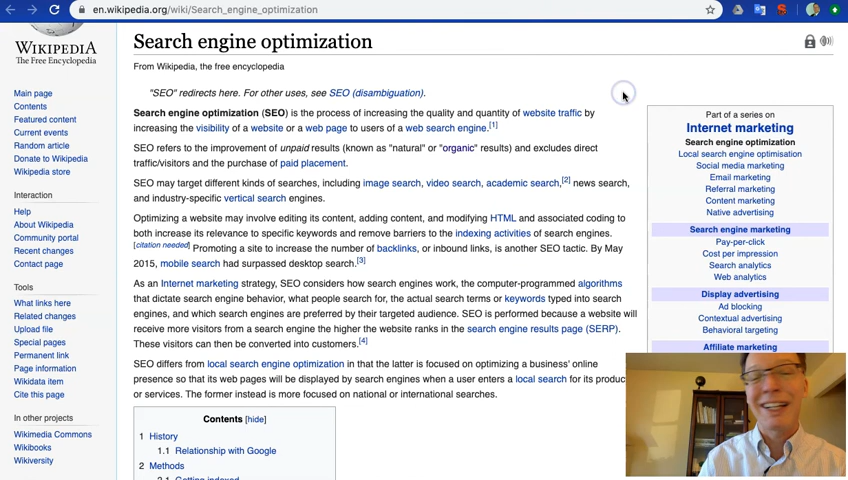 en.wikipedia.org/wiki/Search_engine_optimization
WIKIPEDIA
The Free Encyclopedia
Main page
Contents
Featured content
Current events
Random article
Donate to Wikipedia
Wikipedia store
Interaction
Help
About Wikipedia
Community portal
Recent changes
Contact page
Tools
What links here
Related changes
Upload file
Special pages
Permanent link
Page information
Wikidata item
Cite this page
In other projects
Wikimedia Commons
Wikibooks
Wikiversity
Search engine optimization
From Wikipedia, the free encyclopedia
"SEO" redirects here. For other uses, see SEO (disambiguation).
Search engine optimization (SEO) is the process of increasing the quality and quantity of website traffic by
increasing the visibility of a website or a web page to users of a web search engine.[1]
SEO refers to the improvement of unpaid results (known as "natural" or "organic" results) and excludes direct
traffic/visitors and the purchase of paid placement.
SEO may target different kinds of searches, including image search, video search, academic search,[2] news search,
and industry-specific vertical search engines.
Optimizing a website may involve editing its content, adding content, and modifying HTML and associated coding to
both increase its relevance to specific keywords and remove barriers to the indexing activities of search engines.
[citation needed] Promoting a site to increase the number of backlinks, or inbound links, is another SEO tactic. By May
2015, mobile search had surpassed desktop search.[3]
As an Internet marketing strategy, SEO considers how search engines work, the computer-programmed algorithms
that dictate search engine behavior, what people search for, the actual search terms or keywords typed into search
engines, and which search engines are preferred by their targeted audience. SEO is performed because a website will
receive more visitors from a search engine the higher the website ranks in the search engine results page (SERP).
These visitors can then be converted into customers.[4]
SEO differs from local search engine optimization in that the latter is focused on optimizing a business' online
presence so that its web pages will be displayed by search engines when a user enters a local search for its produc
or services. The former instead is more focused on national or international searches.
Contents [hide]
1 History
1.1 Relationship with Google
2 Methods
2.1 Getting indexed
Part of a series on
Internet marketing
Search engine optimization
Local search engine optimisation
Social media marketing
Email marketing
Referral marketing
Content marketing
Native advertising
Search engine marketing
Pay-per-click
Cost per impression
Search analytics
Web analytics
Display advertising
Ad blocking
Contextual advertising
Behavioral targeting
Affiliate marketing